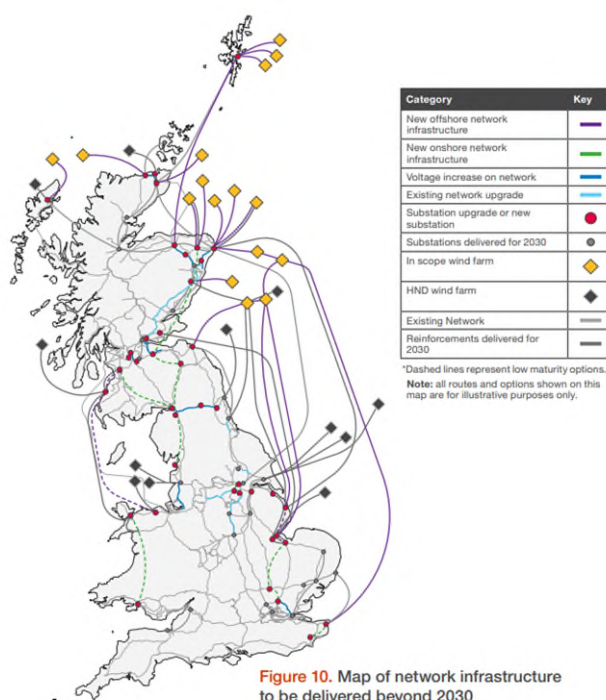 Category Key
New offshore network
infrastructure
New onshore network
infrastructure
Voltage increase on network
Existing network upgrade
Substation upgrade or new
substation
Substations delivered for 2030
In scope wind farm
HND wind farm
Existing Network
Reinforcements delivered for
2030
*Dashed lines represent low maturity options.
Note: all routes and options shown on this
map are for illustrative purposes only.
Figure 10. Map of network infrastructure
to be delivered beyond 2030